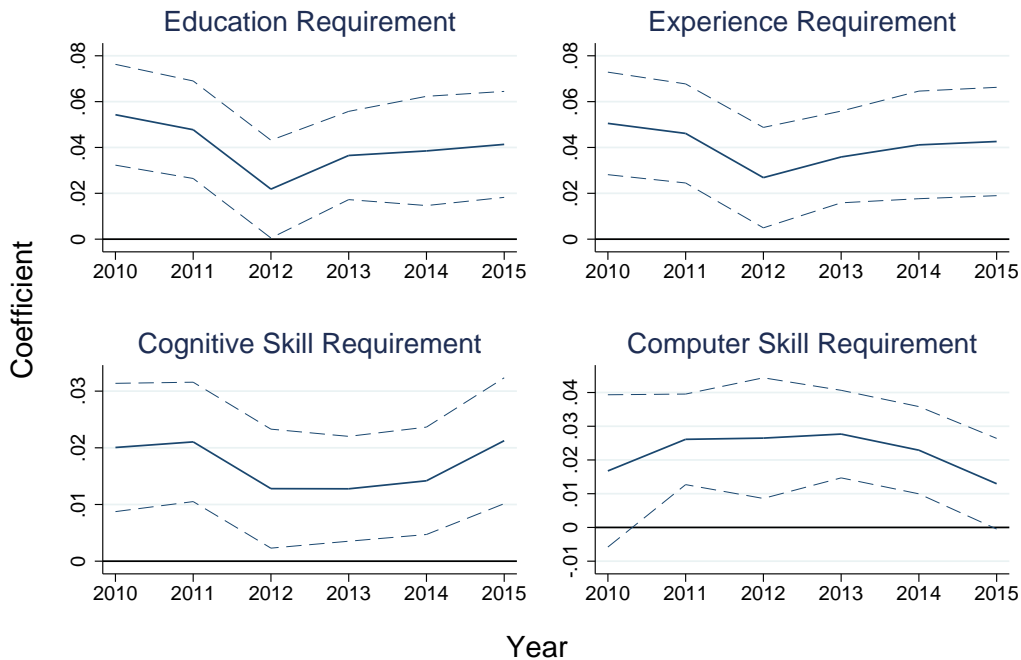 Education Requirement
Experience Requirement
.08
.06
.04
.02
0
2010 2011 2012 2013 2014 2015
.08
.06
.04
.02
0
2010 2011 2012 2013 2014 2015
Coefficient
Cognitive Skill Requirement
Computer Skill Requirement
.03
.02
.01
0
2010 2011 2012 2013 2014 2015
.04
.03
.02
.01
0
-.01
2010 2011 2012 2013 2014 2015
Year